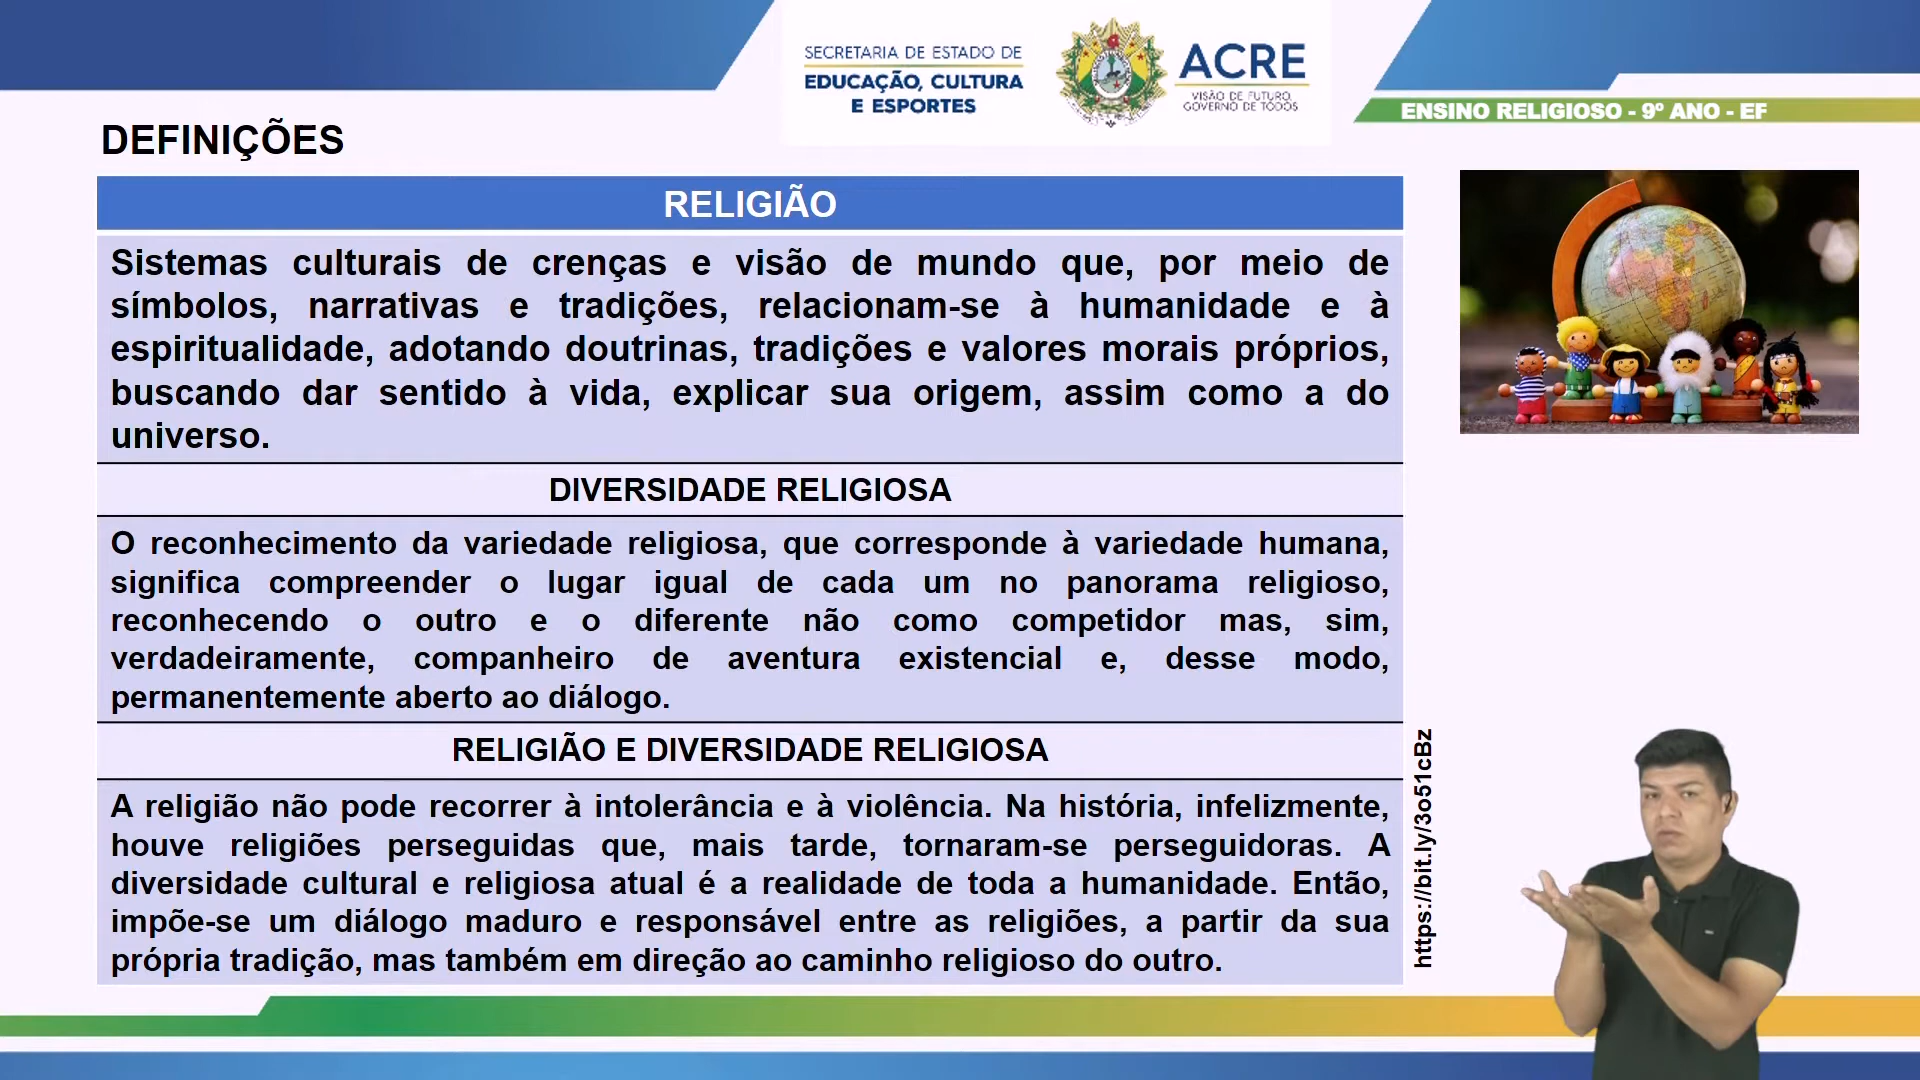 SECRETARIA DE ESTADO DE
EDUCAÇÃO, CULTURA
E ESPORTES
ACRE
VISÃO DE FUTURO,
GOVERNO DE TODOS
ENSINO RELIGIOSO - 9º ANO - EF
DEFINIÇÕES
RELIGIÃO
Sistemas culturais de crenças e visão de mundo que, por meio de
símbolos, narrativas e tradições, relacionam-se à humanidade e à
espiritualidade, adotando doutrinas, tradições e valores morais próprios,
buscando dar sentido à vida, explicar sua origem, assim como a do
universo.
DIVERSIDADE RELIGIOSA
O reconhecimento da variedade religiosa, que corresponde à variedade humana,
significa compreender o lugar igual de cada um no panorama religioso,
reconhecendo o outro e o diferente não como competidor mas, sim,
verdadeiramente, companheiro de aventura existencial e, desse modo,
permanentemente aberto ao diálogo.
RELIGIÃO E DIVERSIDADE RELIGIOSA
A religião não pode recorrer à intolerância e à violência. Na história, infelizmente,
houve religiões perseguidas que, mais tarde, tornaram-se perseguidoras. A
diversidade cultural e religiosa atual é a realidade de toda a humanidade. Então,
impõe-se um diálogo maduro e responsável entre as religiões, a partir da sua
própria tradição, mas também em direção ao caminho religioso do outro.
https://bit.ly/3o51cBz